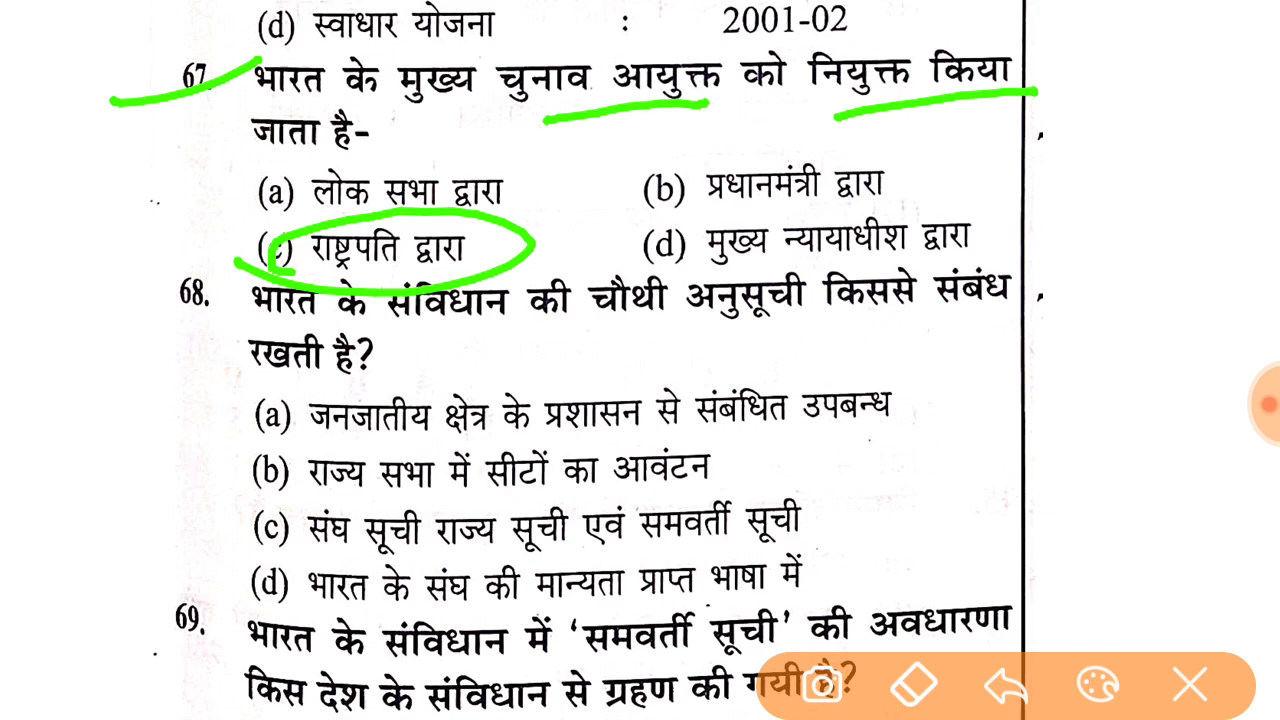 (d) स्वाधार योजना : 2001-02
67. भारत के मुख्य चुनाव आयुक्त को नियुक्त किया
जाता है-
(a) लोक सभा द्वारा (b) प्रधानमंत्री द्वारा
(c) राष्ट्रपति द्वारा (d) मुख्य न्यायाधीश द्वारा
68. भारत के संविधान की चौथी अनुसूची किससे संबंध
रखती है?
(a) जनजातीय क्षेत्र के प्रशासन से संबंधित उपबन्ध
(b) राज्य सभा में सीटों का आवंटन
(c) संघ सूची राज्य सूची एवं समवर्ती सूची
(d) भारत के संघ की मान्यता प्राप्त भाषा में
69. भारत के संविधान में ‘समवर्ती सूची’ की अवधारणा
किस देश के संविधान से ग्रहण की गयी है?